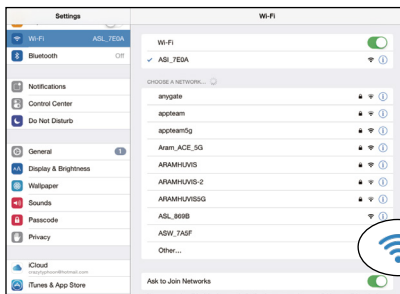 Settings
Wi-Fi
Wi-Fi
ASL_7E0A
Bluetooth
Off
Notifications
Control Center
Do Not Disturb
General
1
Display & Brightness
AA
Wallpaper
Sounds
Passcode
Privacy
iCloud
iTunes & App Store
Wi-Fi
ASI_7E0A
CHOOSE A NETWORK...
anygate
appteam
appteam5g
Aram_ACE_5G
ARAMHUVIS
ARAMHUVIS-2
ARAMHUVIS5G
ASL_869B
ASW_7A5F
Other...
Ask to Join Networks